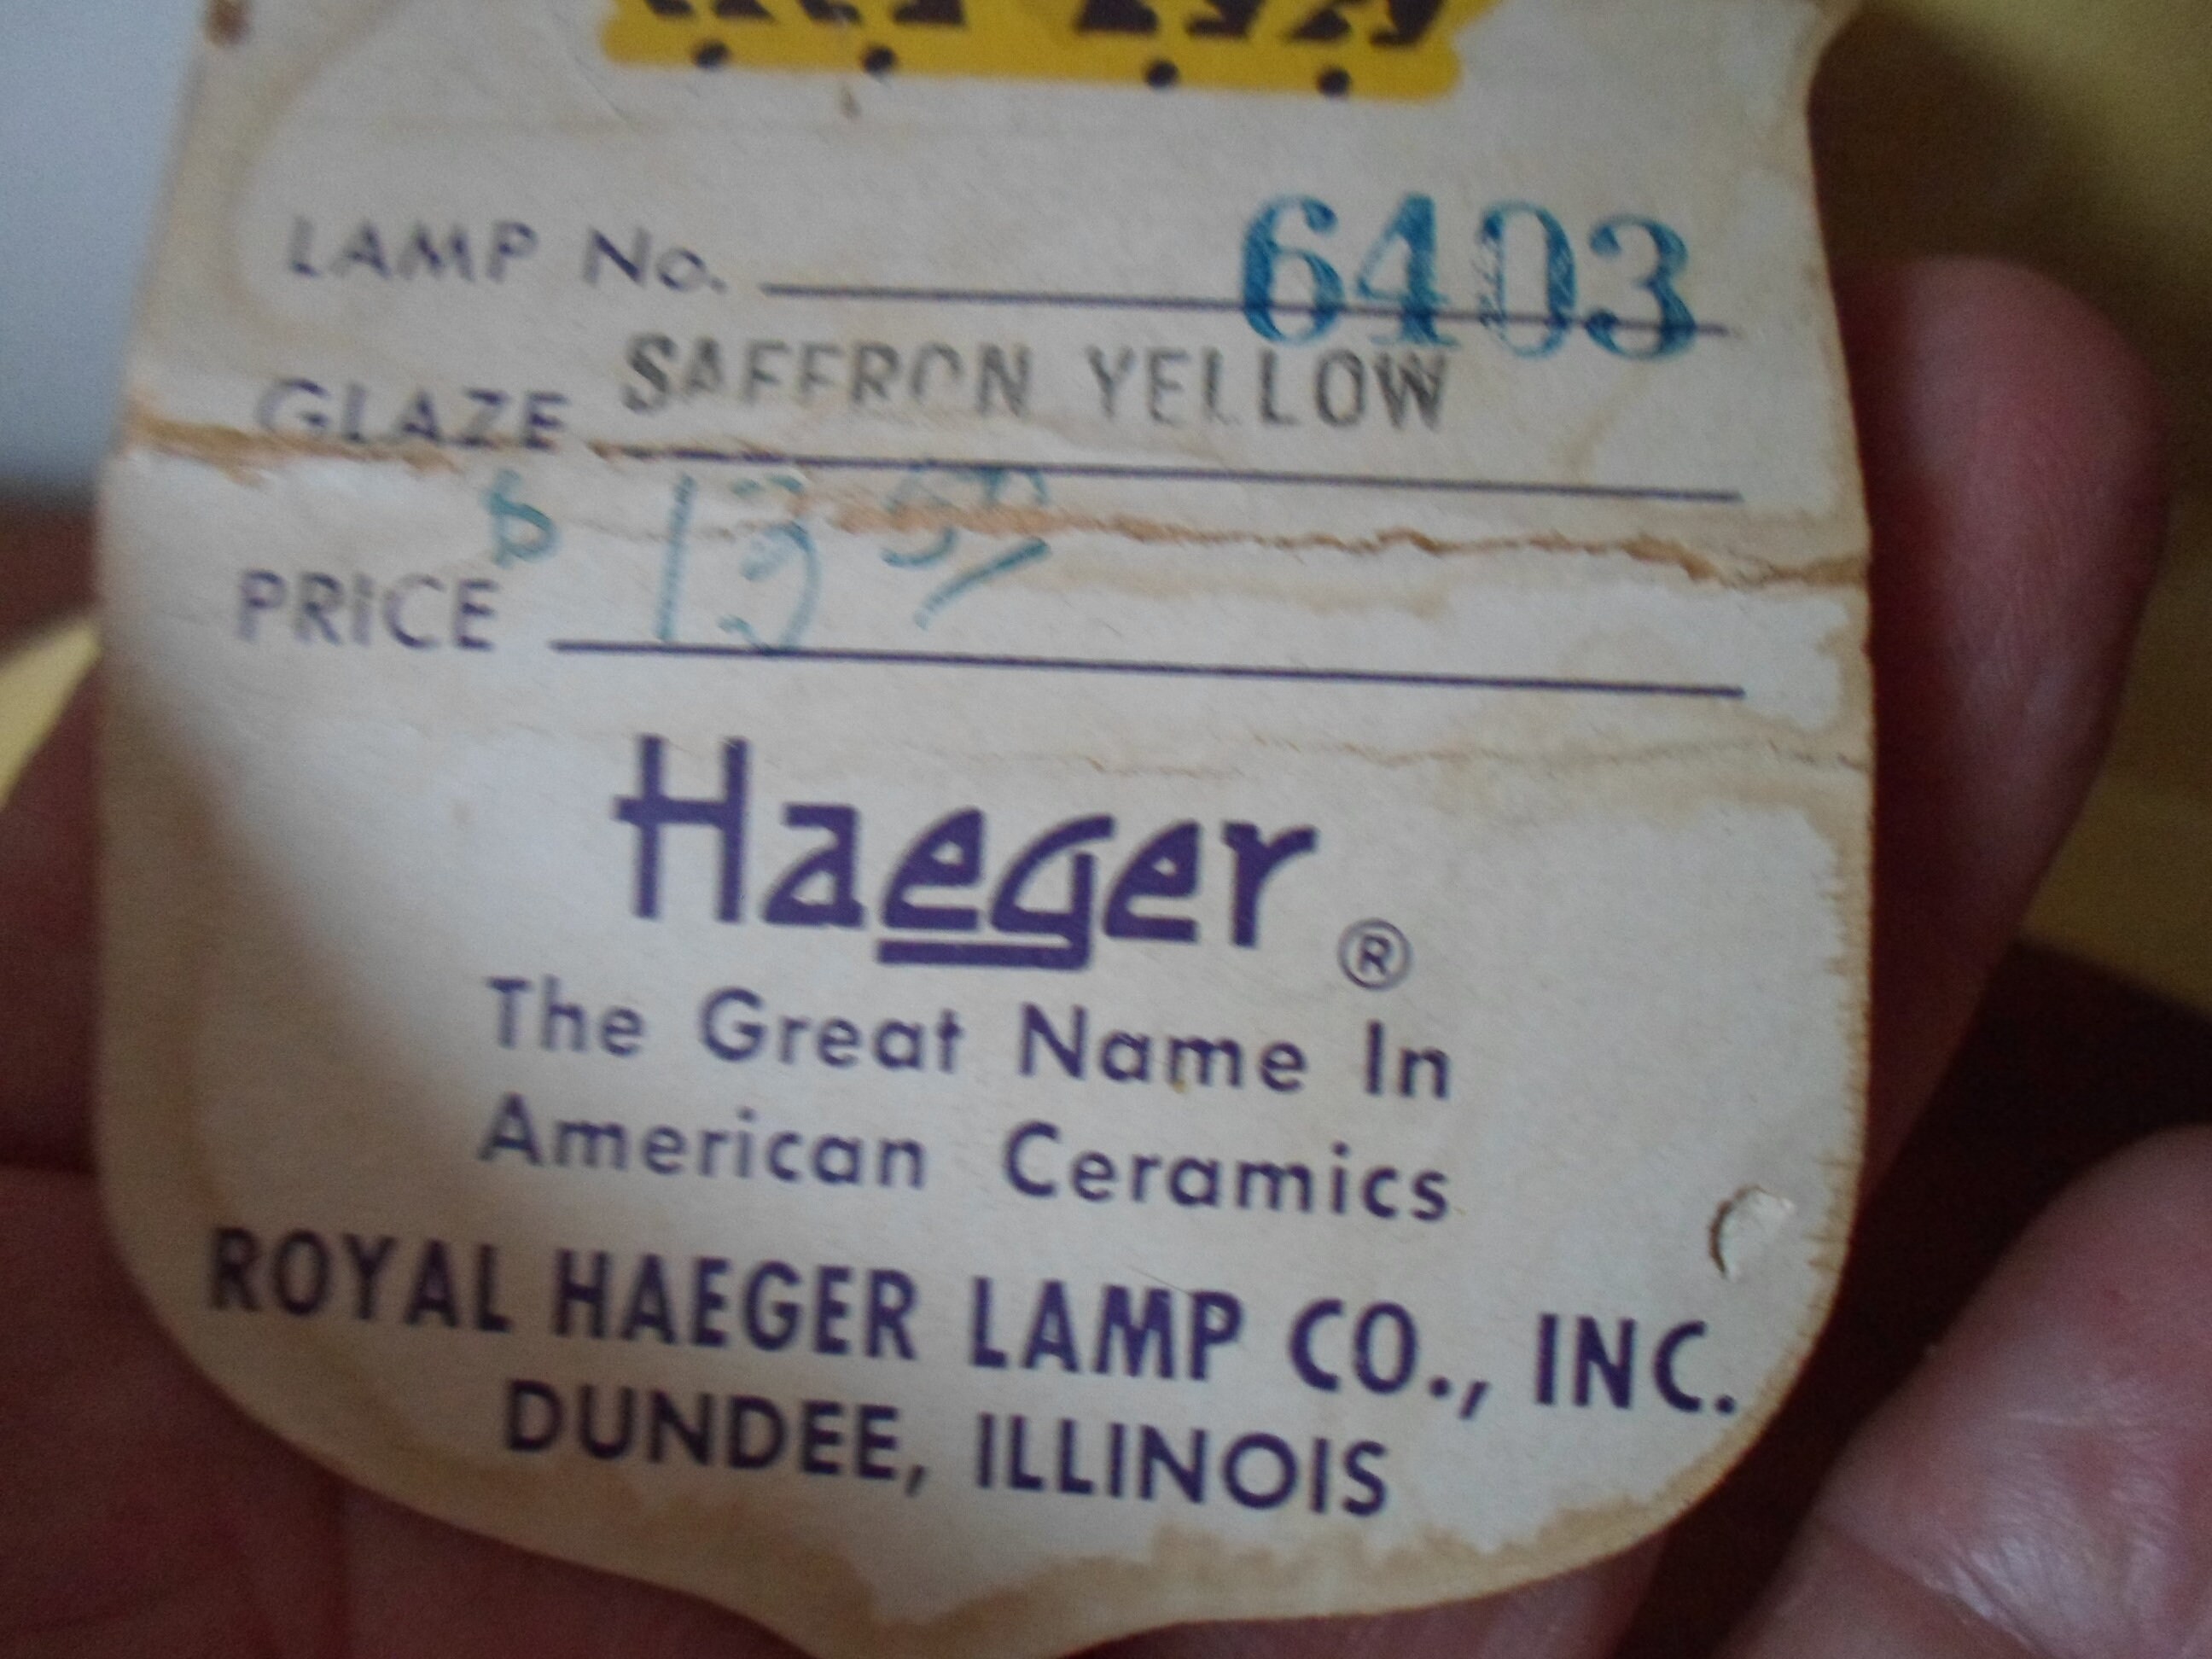 LAMP No. 6403
GLAZE SAFFRON YELLOW
PRICE $
Haeger ®
The Great Name In
American Ceramics
ROYAL HAEGER LAMP CO., INC.
DUNDEE, ILLINOIS